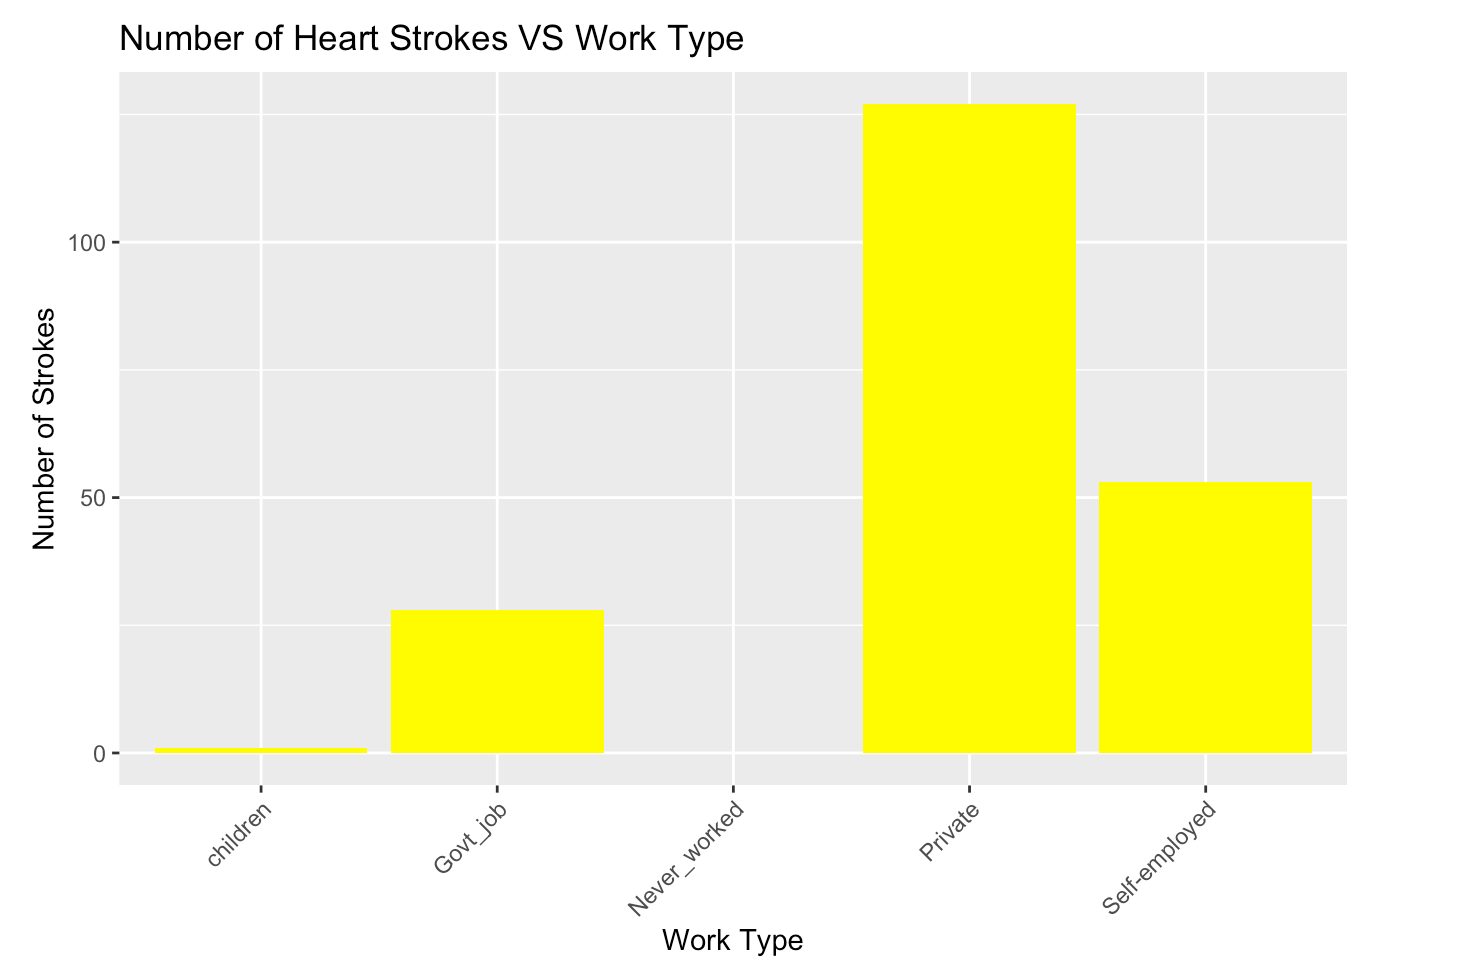 Number of Heart Strokes VS Work Type
Number of Strokes
100
50
0
children
Govt_job
Never_worked
Private
Self-employed
Work Type